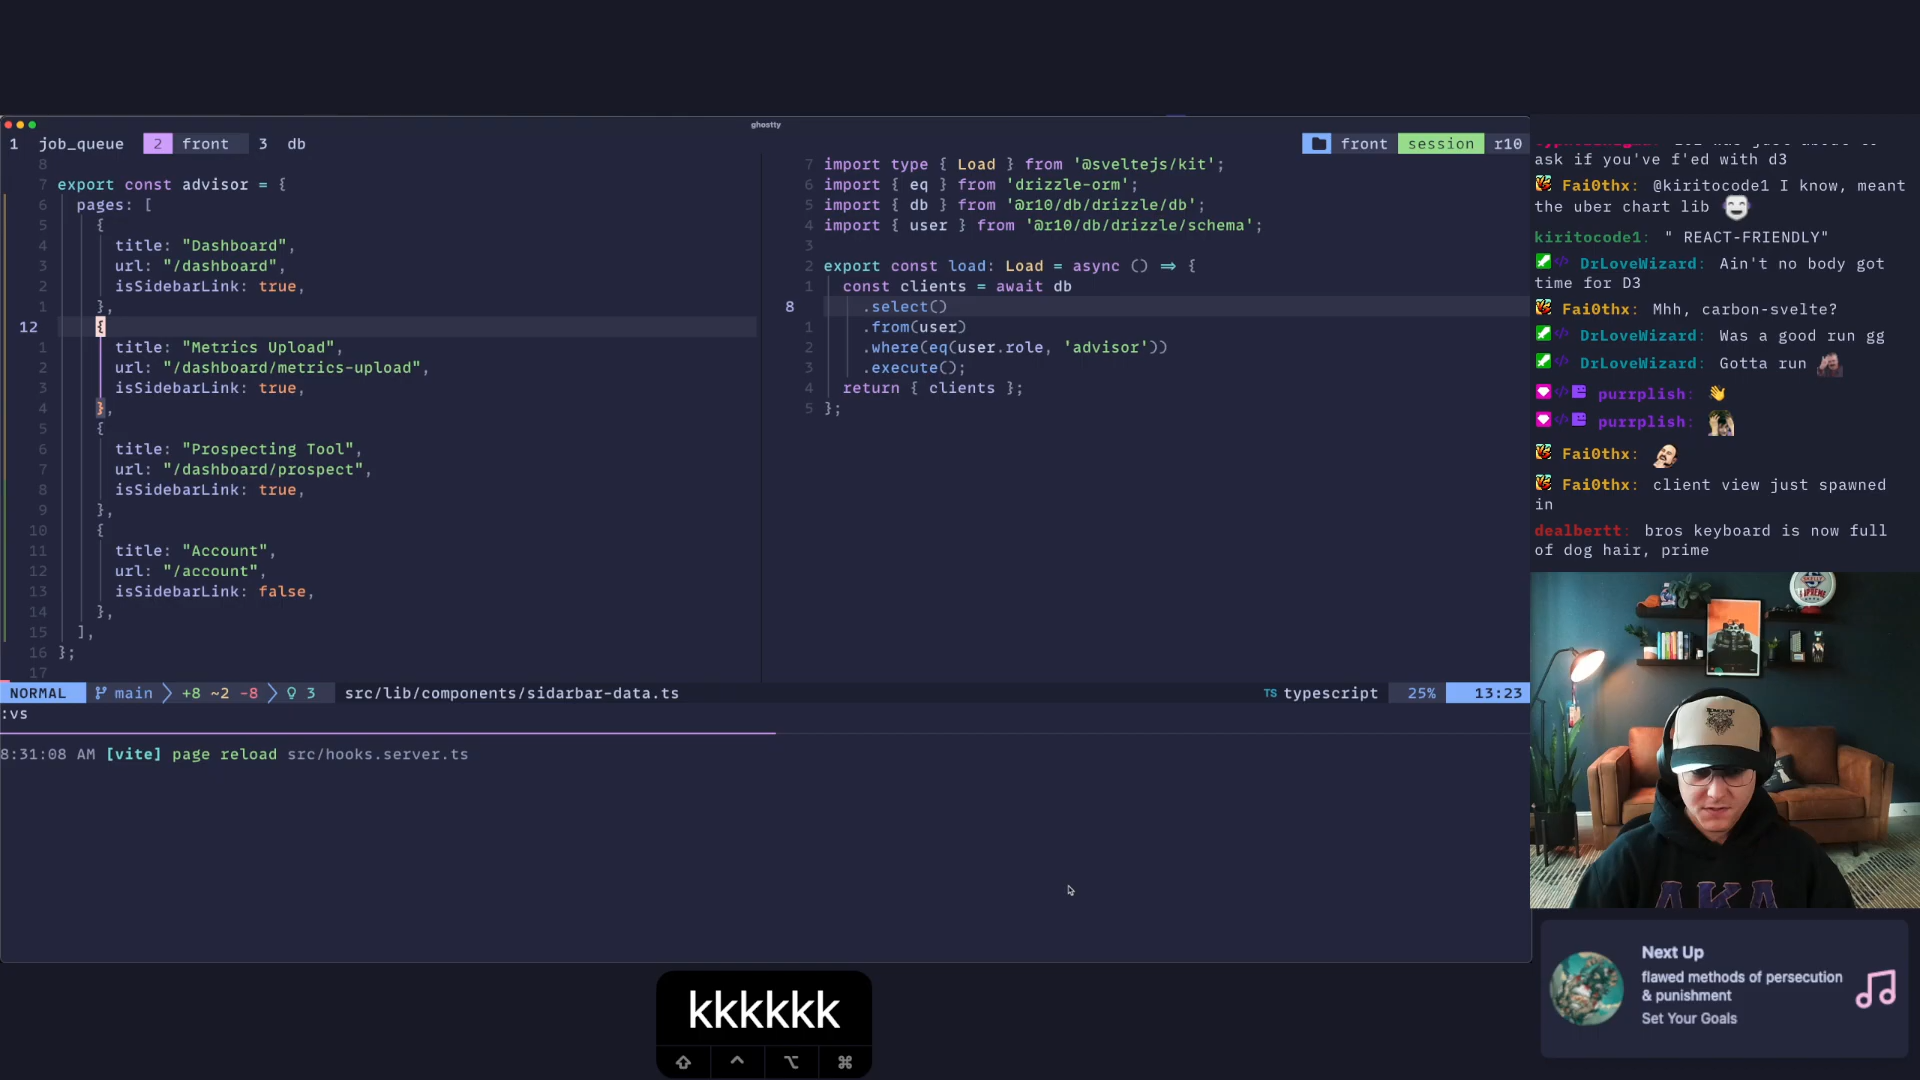 ghostty
1 job_queue 2 front 3 db
front session r10
8
7 export const advisor = {
6 pages: [
5 {
4 title: "Dashboard",
3 url: "/dashboard",
2 isSidebarLink: true,
1 },
12 {
1 title: "Metrics Upload",
2 url: "/dashboard/metrics-upload",
3 isSidebarLink: true,
4 },
5 {
6 title: "Prospecting Tool",
7 url: "/dashboard/prospect",
8 isSidebarLink: true,
9 },
10 {
11 title: "Account",
12 url: "/account",
13 isSidebarLink: false,
14 },
15 ],
16 };
17
7 import type { Load } from '@sveltejs/kit';
6 import { eq } from 'drizzle-orm';
5 import { db } from '@r10/db/drizzle/db';
4 import { user } from '@r10/db/drizzle/schema';
3
2 export const load: Load = async () => {
1 const clients = await db
8 .select()
1 .from(user)
2 .where(eq(user.role, 'advisor'))
3 .execute();
4 return { clients };
5 };
NORMAL main +8 ~2 -8 3 src/lib/components/sidarbar-data.ts TS typescript 25% 13:23
:vs
8:31:08 AM [vite] page reload src/hooks.server.ts
kkkkkk
ask if you've f'ed with d3
Fai0thx: @kiritocode1 I know, meant
the uber chart lib
kiritocode1: " REACT-FRIENDLY"
DrLoveWizard: Ain't no body got
time for D3
Fai0thx: Mhh, carbon-svelte?
DrLoveWizard: Was a good run gg
DrLoveWizard: Gotta run
purrplish:
purrplish:
Fai0thx:
Fai0thx: client view just spawned
in
dealbertt: bros keyboard is now full
of dog hair, prime
Next Up
flawed methods of persecution
& punishment
Set Your Goals